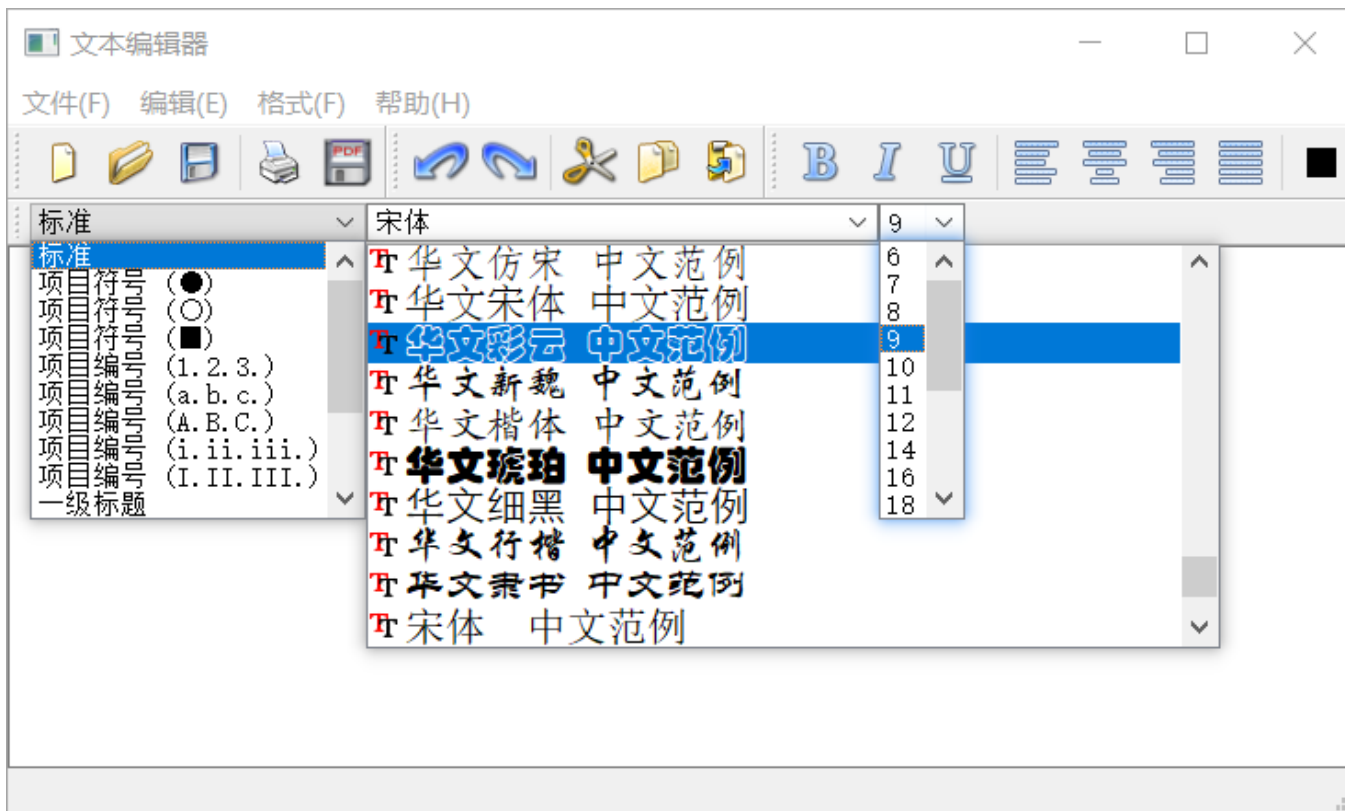 文本编辑器
文件(F) 编辑(E) 格式(F) 帮助(H)
PDF
B I U
标准 宋体 9
标准
项目符号 (●)
项目符号 (○)
项目符号 (■)
项目编号 (1.2.3.)
项目编号 (a.b.c.)
项目编号 (A.B.C.)
项目编号 (i.ii.iii.)
项目编号 (I.II.III.)
一级标题
华文仿宋 中文范例
华文宋体 中文范例
华文彩云 中文范例
华文新魏 中文范例
华文楷体 中文范例
华文琥珀 中文范例
华文细黑 中文范例
华文行楷 中文范例
华文隶书 中文范例
宋体 中文范例
6
7
8
9
10
11
12
14
16
18